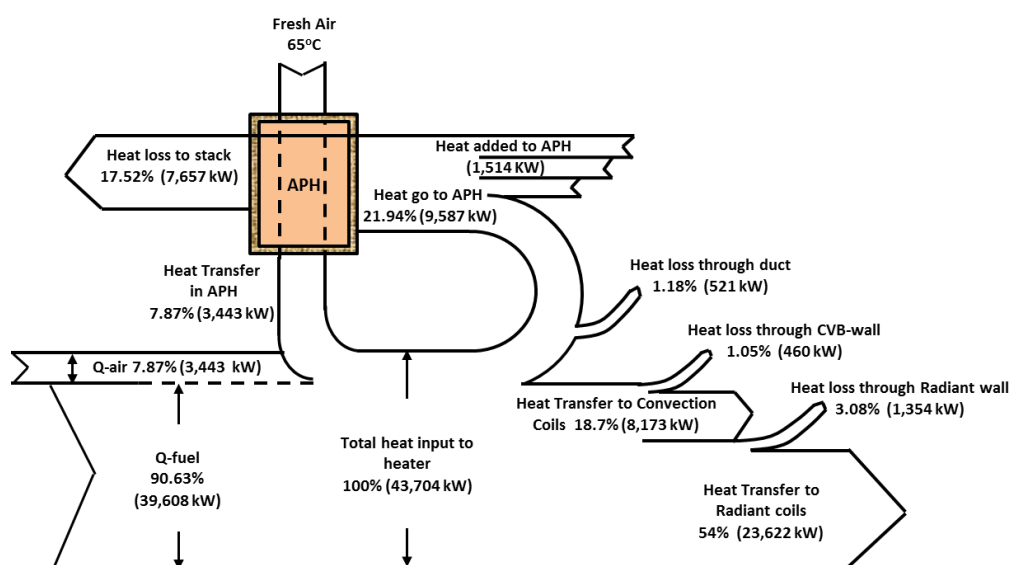 Fresh Air
65°C
Heat loss to stack
17.52% (7,657 kW)
APH
Heat added to APH
(1,514 KW)
Heat go to APH
21.94% (9,587 kW)
Heat Transfer
in APH
7.87% (3,443 kW)
Heat loss through duct
1.18% (521 kW)
Q-air 7.87% (3,443 kW)
Heat loss through CVB-wall
1.05% (460 kW)
Heat loss through Radiant wall
3.08% (1,354 kW)
Heat Transfer to Convection
Coils 18.7% (8,173 kW)
Q-fuel
90.63%
(39,608 kW)
Total heat input to
heater
100% (43,704 kW)
Heat Transfer to
Radiant coils
54% (23,622 kW)